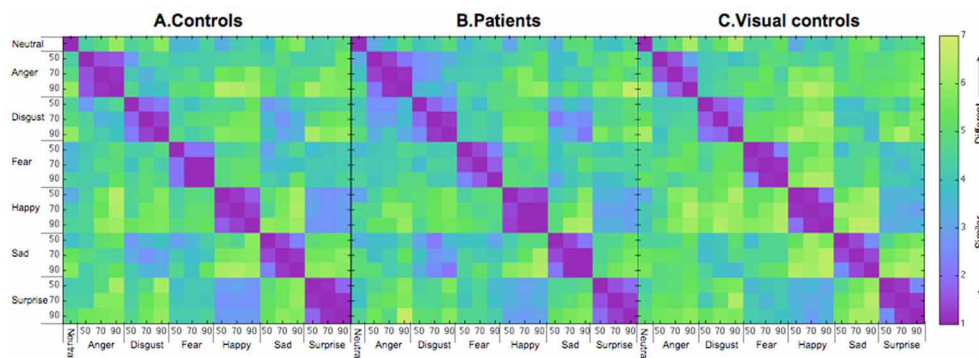 A.Controls B.Patients C.Visual controls
Neutral
Anger 50 70 90
Disgust 50 70 90
Fear 50 70 90
Happy 50 70 90
Sad 50 70 90
Surprise 50 70 90
7
6
5
4
3
2
1
Different
Similar
Neutral 50 70 90 50 70 90 50 70 90 50 70 90 50 70 90 50 70 90
Anger Disgust Fear Happy Sad Surprise
Neutral 50 70 90 50 70 90 50 70 90 50 70 90 50 70 90 50 70 90
Anger Disgust Fear Happy Sad Surprise
Neutral 50 70 90 50 70 90 50 70 90 50 70 90 50 70 90 50 70 90
Anger Disgust Fear Happy Sad Surprise